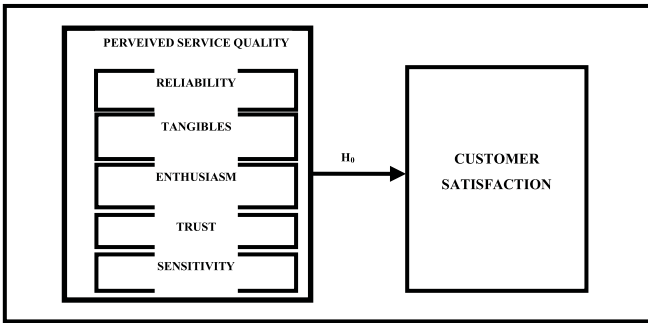 PERVEIVED SERVICE QUALITY
RELIABILITY
TANGIBLES
ENTHUSIASM
TRUST
SENSITIVITY
H₀
CUSTOMER
SATISFACTION